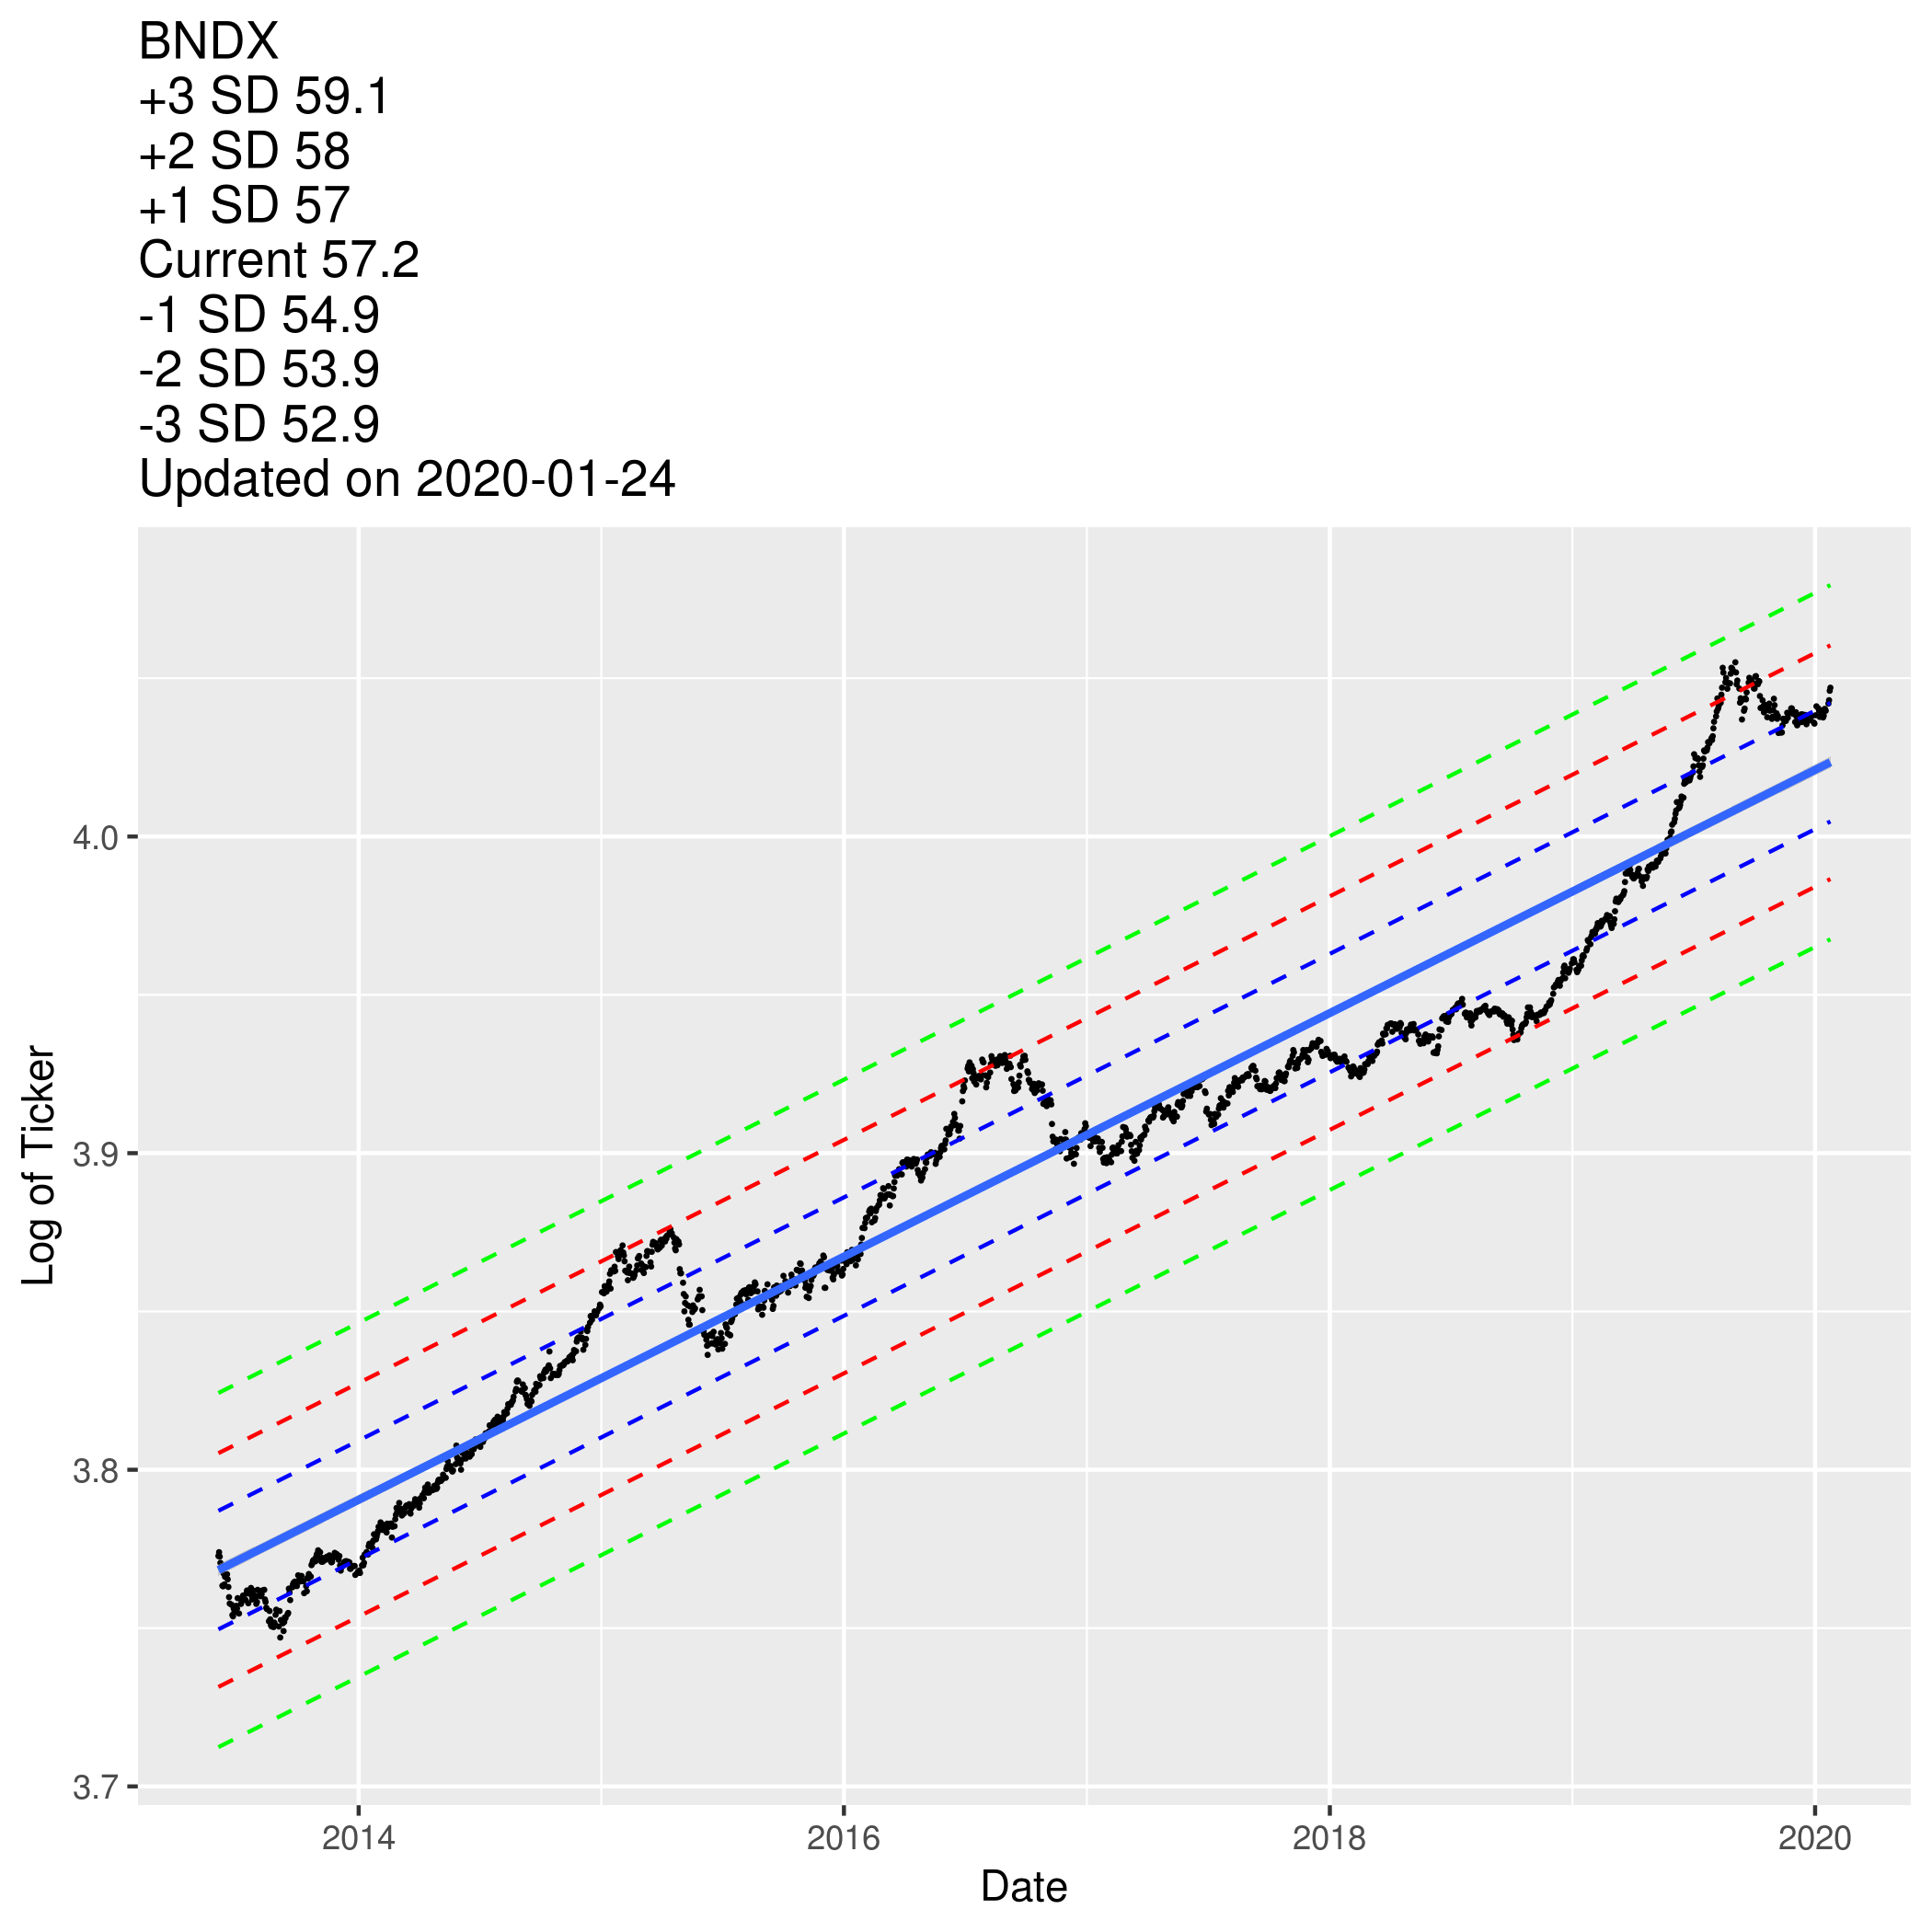 BNDX
+3 SD 59.1
+2 SD 58
+1 SD 57
Current 57.2
-1 SD 54.9
-2 SD 53.9
-3 SD 52.9
Updated on 2020-01-24
Log of Ticker
4.0
3.9
3.8
3.7
2014 2016 2018 2020
Date